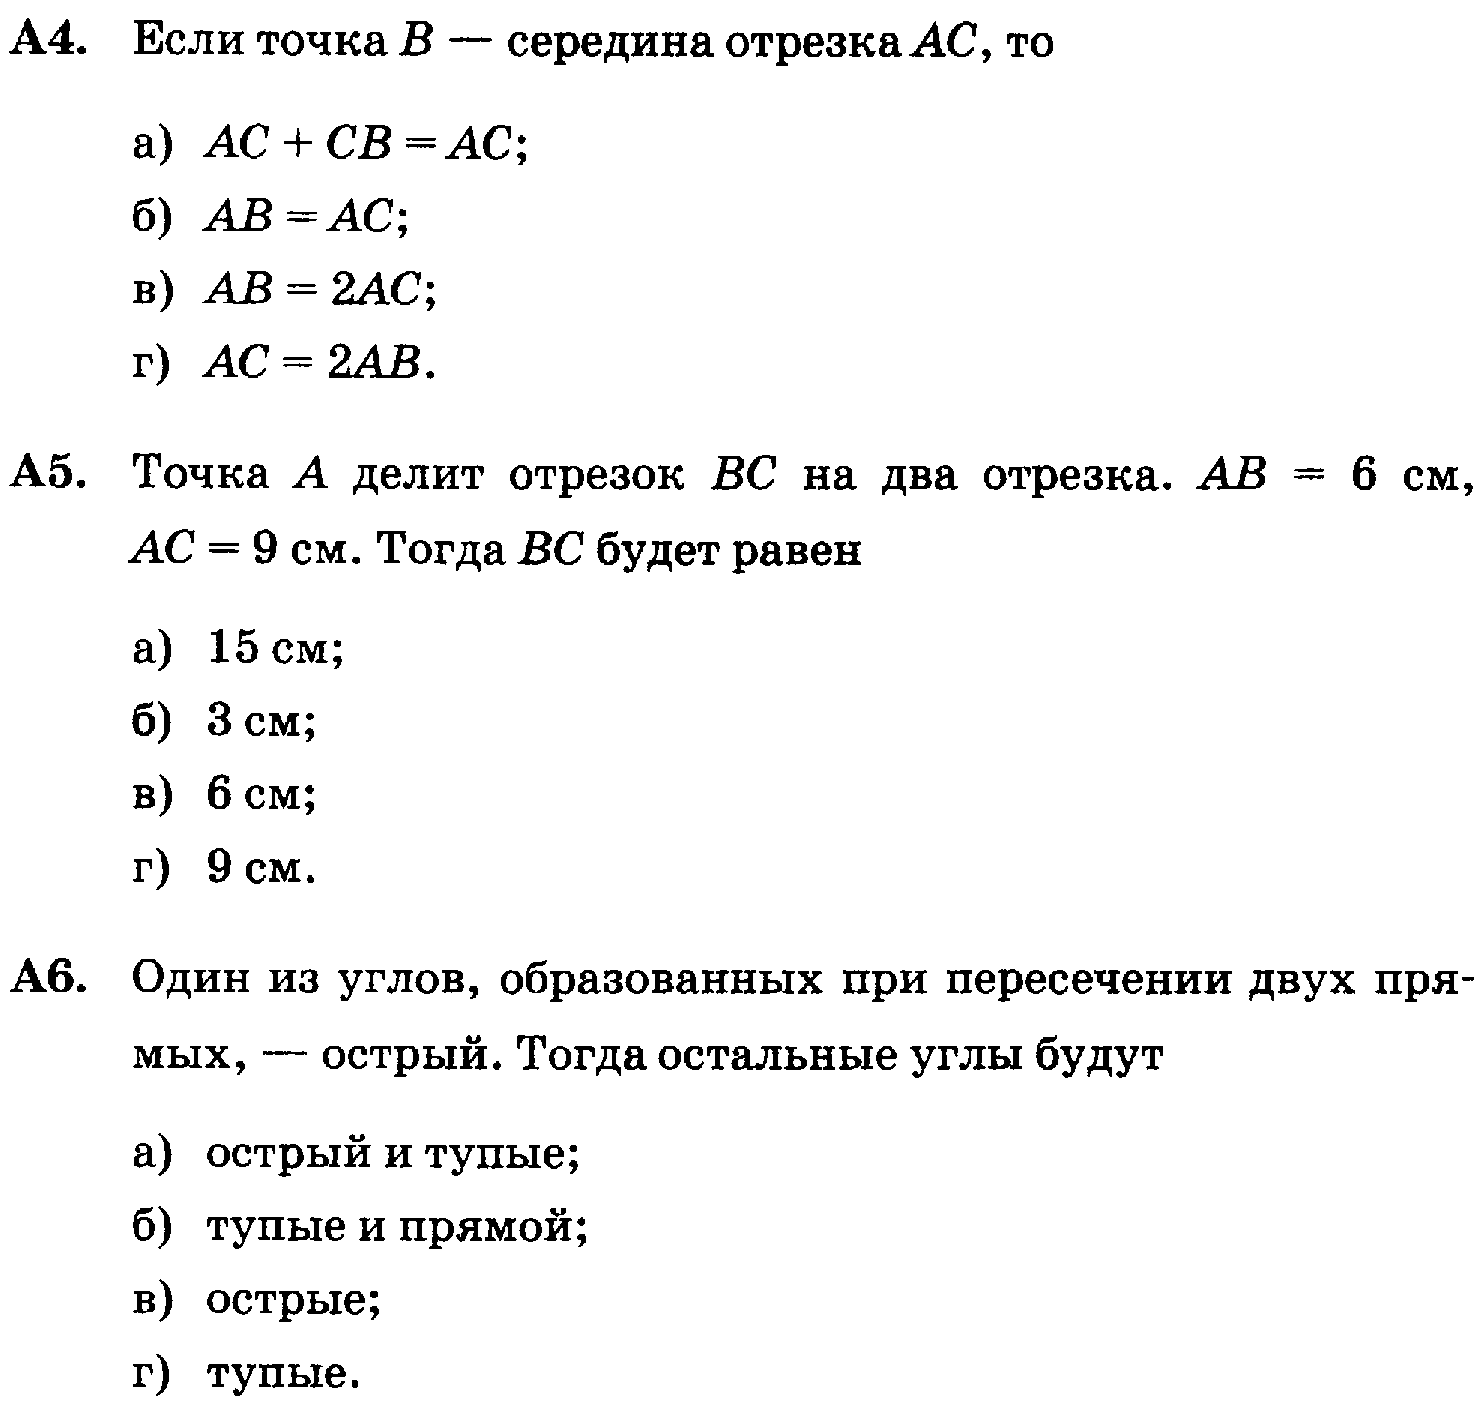 А4. Если точка B — середина отрезка AC, то
а) AC + CB = AC;
б) AB = AC;
в) AB = 2AC;
г) AC = 2AB.
А5. Точка A делит отрезок BC на два отрезка. AB = 6 см,
AC = 9 см. Тогда BC будет равен
а) 15 см;
б) 3 см;
в) 6 см;
г) 9 см.
А6. Один из углов, образованных при пересечении двух пря-
мых, — острый. Тогда остальные углы будут
а) острый и тупые;
б) тупые и прямой;
в) острые;
г) тупые.